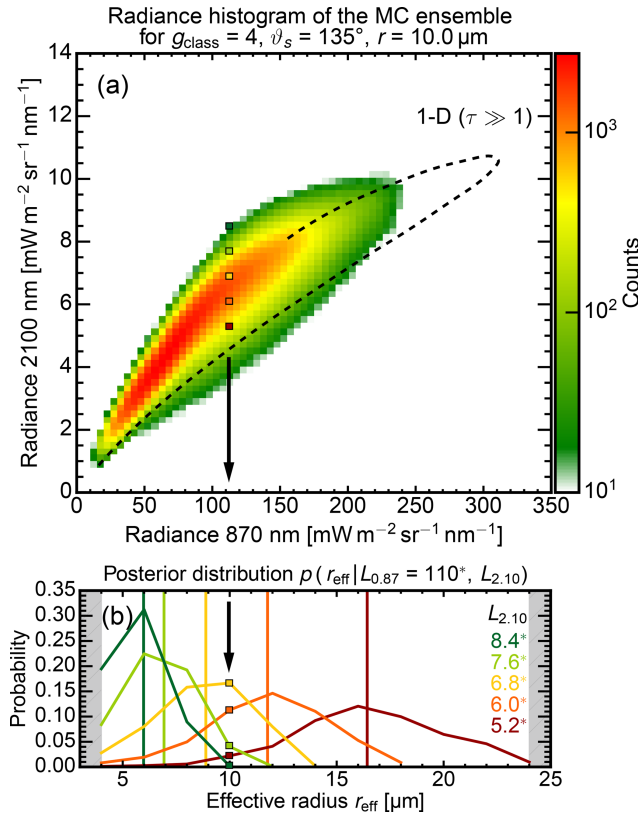 Radiance histogram of the MC ensemble
for g_class = 4, ϑ_s = 135°, r = 10.0 μm
(a)
1-D (τ ≫ 1)
14
12
10
8
6
4
2
0
Radiance 2100 nm [mW m⁻² sr⁻¹ nm⁻¹]
0 50 100 150 200 250 300 350
Radiance 870 nm [mW m⁻² sr⁻¹ nm⁻¹]
10³
10²
10¹
Counts
Posterior distribution p( r_eff | L_0.87 = 110*, L_2.10)
(b)
0.35
0.30
0.25
0.20
0.15
0.10
0.05
0.00
Probability
L_2.10
8.4*
7.6*
6.8*
6.0*
5.2*
5 10 15 20 25
Effective radius r_eff [μm]